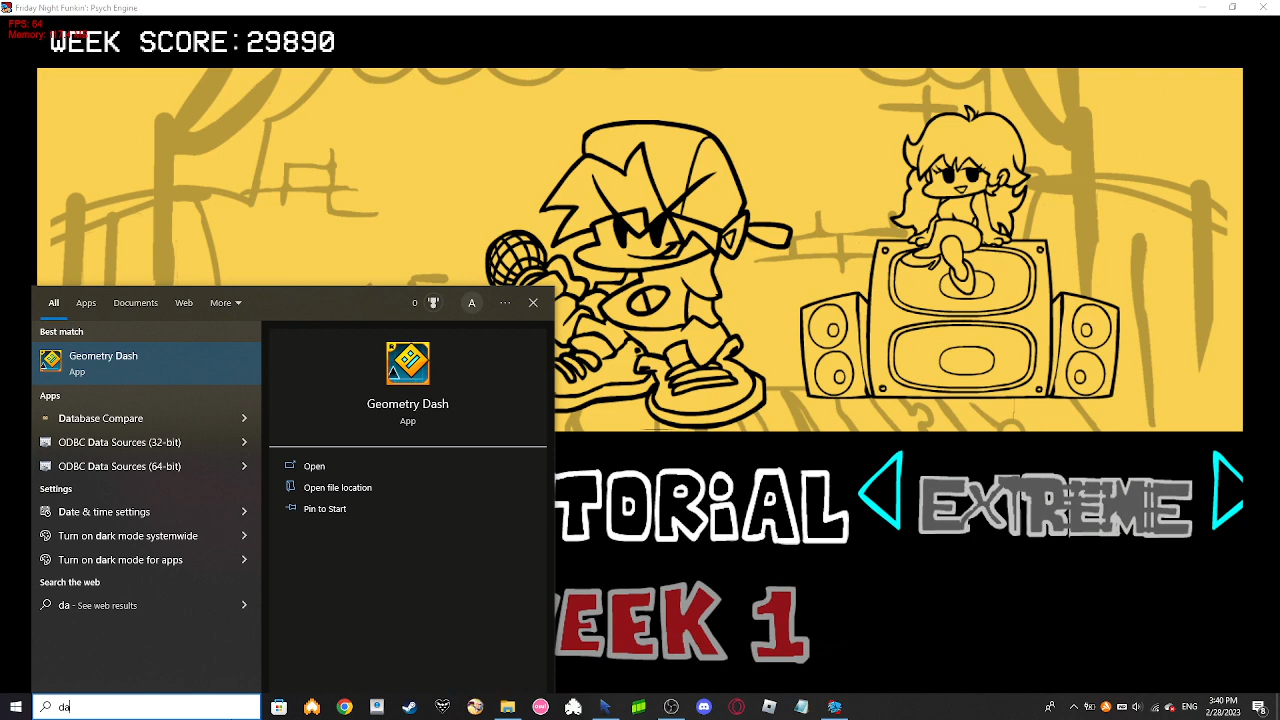 Friday Night Funkin': Psych Engine
FPS: 64
Memory:
WEEK SCORE:29890
All Apps Documents Web More 0 A
Best match
Geometry Dash
App
Apps
Database Compare
ODBC Data Sources (32-bit)
ODBC Data Sources (64-bit)
Settings
Date & time settings
Turn on dark mode systemwide
Turn on dark mode for apps
Search the web
da - See web results
Geometry Dash
App
Open
Open file location
Pin to Start
TORiAL
EXTREME
EEK 1
da
osu!
3:40 PM
2/28/2023